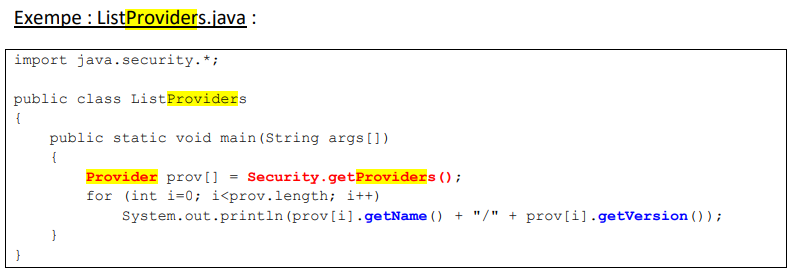 Exempe : ListProviders.java :
import java.security.*;
public class ListProviders
{
public static void main(String args[])
{
Provider prov[] = Security.getProviders();
for (int i=0; i<prov.length; i++)
System.out.println(prov[i].getName() + "/" + prov[i].getVersion());
}
}